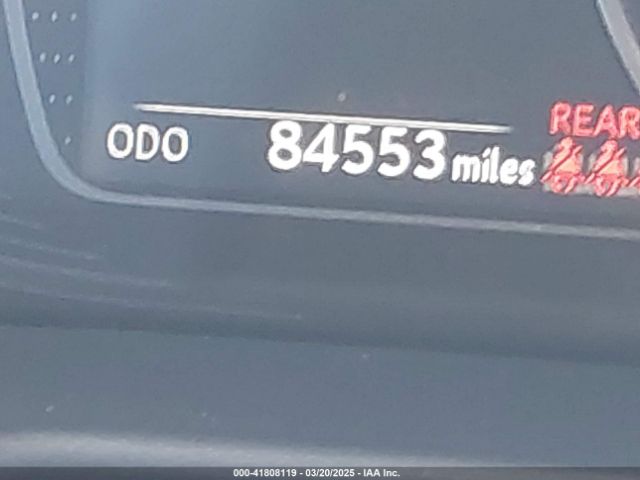 REAR
ODO 84553 miles
000-41808119 - 03/20/2025 - IAA Inc.